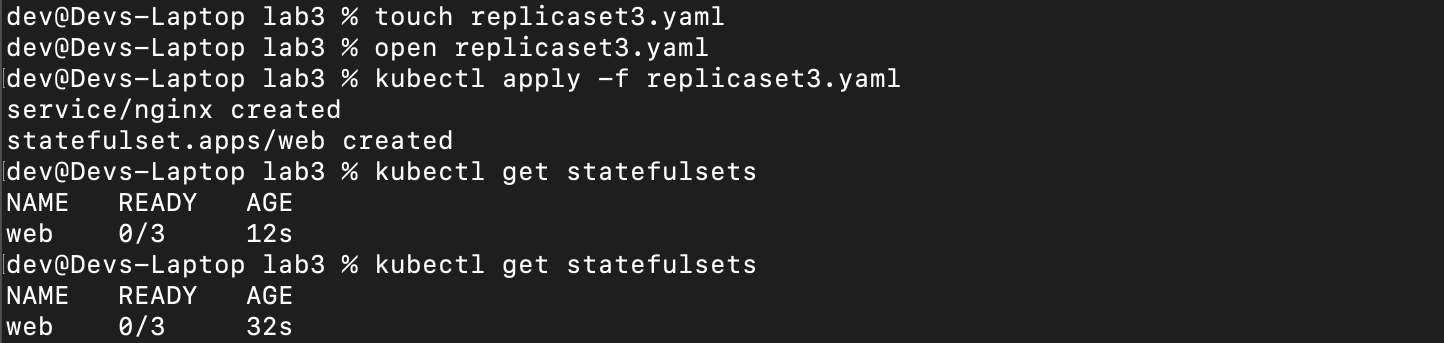 dev@Devs-Laptop lab3 % touch replicaset3.yaml
dev@Devs-Laptop lab3 % open replicaset3.yaml
[dev@Devs-Laptop lab3 % kubectl apply -f replicaset3.yaml
service/nginx created
statefulset.apps/web created
[dev@Devs-Laptop lab3 % kubectl get statefulsets
NAME   READY   AGE
web    0/3     12s
[dev@Devs-Laptop lab3 % kubectl get statefulsets
NAME   READY   AGE
web    0/3     32s